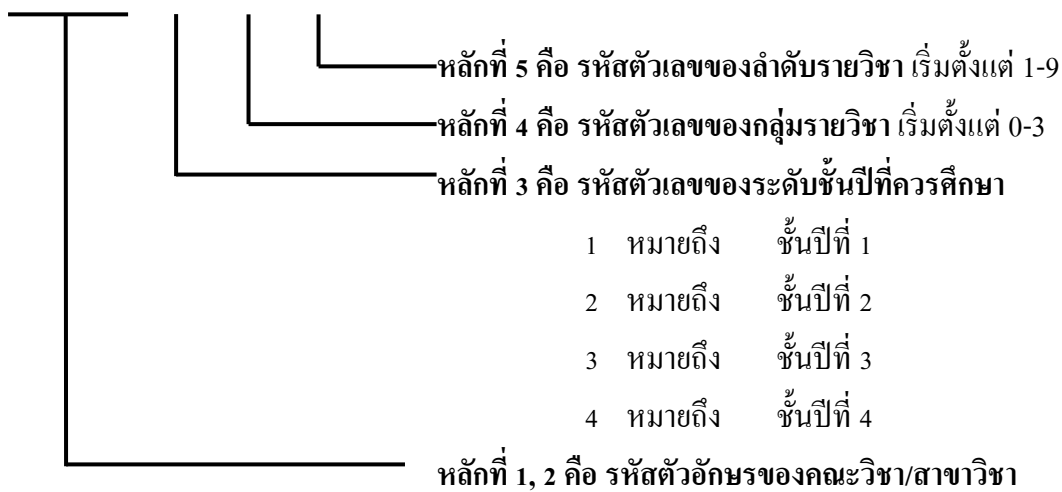 หลักที่ 5 คือ รหัสตัวเลขของลำดับรายวิชา เริ่มตั้งแต่ 1-9
หลักที่ 4 คือ รหัสตัวเลขของกลุ่มรายวิชา เริ่มตั้งแต่ 0-3
หลักที่ 3 คือ รหัสตัวเลขของระดับชั้นปีที่ควรศึกษา
1 หมายถึง ชั้นปีที่ 1
2 หมายถึง ชั้นปีที่ 2
3 หมายถึง ชั้นปีที่ 3
4 หมายถึง ชั้นปีที่ 4
หลักที่ 1, 2 คือ รหัสตัวอักษรของคณะวิชา/สาขาวิชา